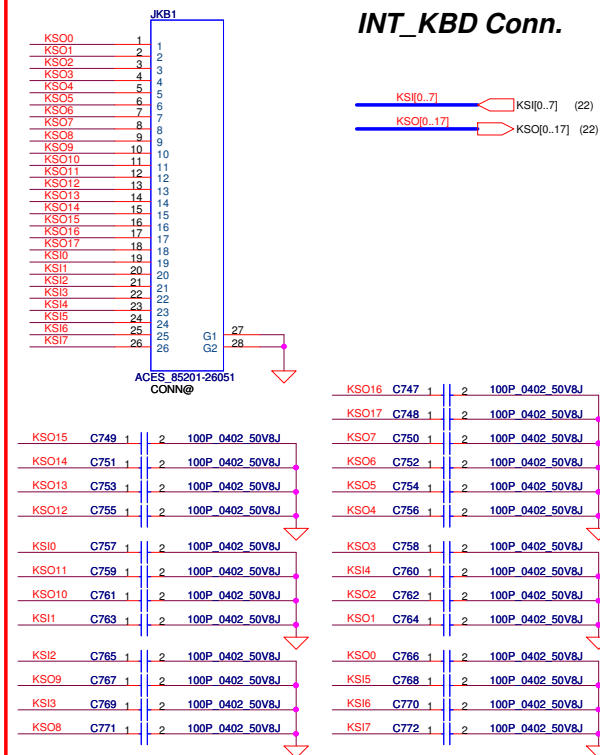 INT_KBD Conn.
JKB1
KSO0 1 1
KSO1 2 2
KSO2 3 3
KSO3 4 4
KSO4 5 5
KSO5 6 6
KSO6 7 7
KSO7 8 8
KSO8 9 9
KSO9 10 10
KSO10 11 11
KSO11 12 12
KSO12 13 13
KSO13 14 14
KSO14 15 15
KSO15 16 16
KSO16 17 17
KSO17 18 18
KSI0 19 19
KSI1 20 20
KSI2 21 21
KSI3 22 22
KSI4 23 23
KSI5 24 24
KSI6 25 25 G1 27
KSI7 26 26 G2 28
ACES_85201-26051
CONN@
KSI[0..7] KSI[0..7] (22)
KSO[0..17] KSO[0..17] (22)
KSO15 C749 1 2 100P_0402_50V8J
KSO14 C751 1 2 100P_0402_50V8J
KSO13 C753 1 2 100P_0402_50V8J
KSO12 C755 1 2 100P_0402_50V8J
KSI0 C757 1 2 100P_0402_50V8J
KSO11 C759 1 2 100P_0402_50V8J
KSO10 C761 1 2 100P_0402_50V8J
KSI1 C763 1 2 100P_0402_50V8J
KSI2 C765 1 2 100P_0402_50V8J
KSO9 C767 1 2 100P_0402_50V8J
KSI3 C769 1 2 100P_0402_50V8J
KSO8 C771 1 2 100P_0402_50V8J
KSO16 C747 1 2 100P_0402_50V8J
KSO17 C748 1 2 100P_0402_50V8J
KSO7 C750 1 2 100P_0402_50V8J
KSO6 C752 1 2 100P_0402_50V8J
KSO5 C754 1 2 100P_0402_50V8J
KSO4 C756 1 2 100P_0402_50V8J
KSO3 C758 1 2 100P_0402_50V8J
KSI4 C760 1 2 100P_0402_50V8J
KSO2 C762 1 2 100P_0402_50V8J
KSO1 C764 1 2 100P_0402_50V8J
KSO0 C766 1 2 100P_0402_50V8J
KSI5 C768 1 2 100P_0402_50V8J
KSI6 C770 1 2 100P_0402_50V8J
KSI7 C772 1 2 100P_0402_50V8J